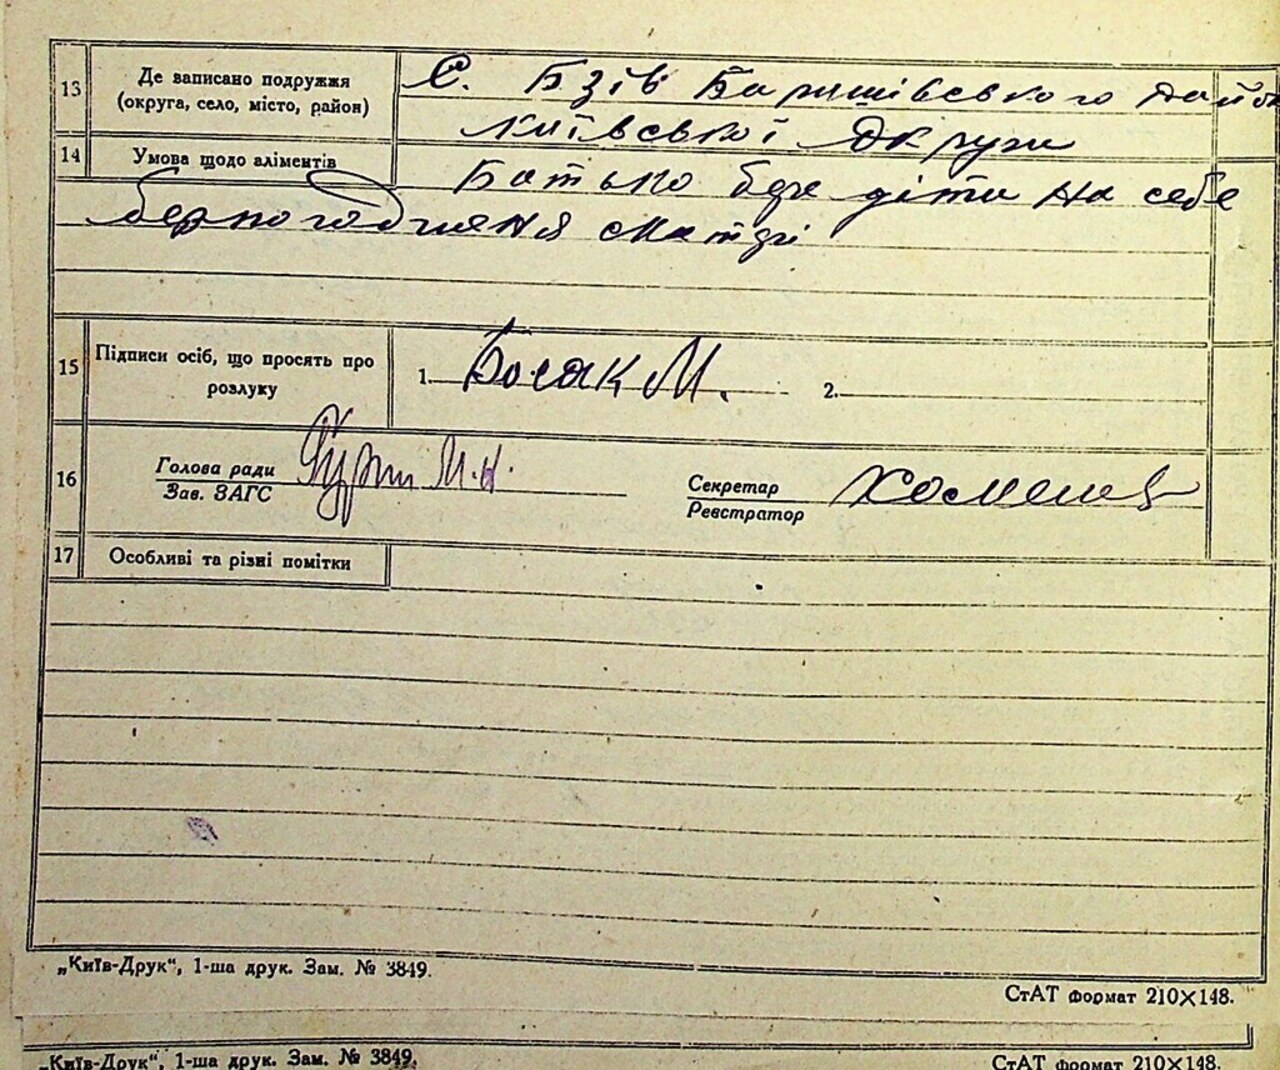 13 Де записано подружжя (округа, село, місто, район) С. Бзів Баришівського район
Київської Округи
14 Умова щодо аліментів Батько бере діти на себе
без погодження матері
15 Підписи осіб, що просять про розлуку 1. Босак М. 2.
16 Голова ради М. Н. Секретар Хоменко
Зав. ЗАГС Реєстратор
17 Особливі та різні помітки
„Київ-Друк“, 1-ша друк. Зам. № 3849.
СтАТ формат 210×148.
„Київ-Друк“, 1-ша друк. Зам. № 3849.
СтАТ формат 210×148.